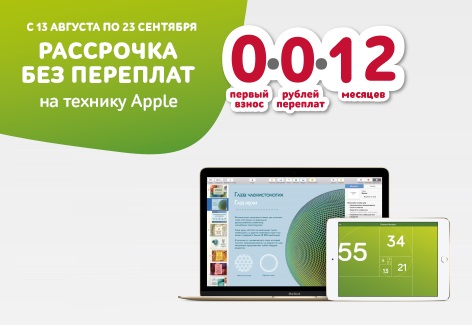 С 13 АВГУСТА ПО 23 СЕНТЯБРЯ
РАССРОЧКА
БЕЗ ПЕРЕПЛАТ
на технику Apple
0·0·12
первый взнос
рублей переплат
месяцев
55
34
13
21